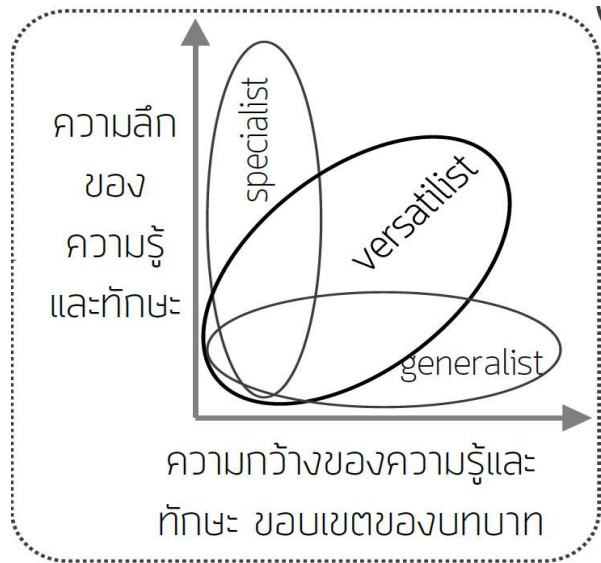 ความลึก
ของ
ความรู้
และทักษะ
specialist
versatilist
generalist
ความกว้างของความรู้และ
ทักษะ ขอบเขตของบทบาท